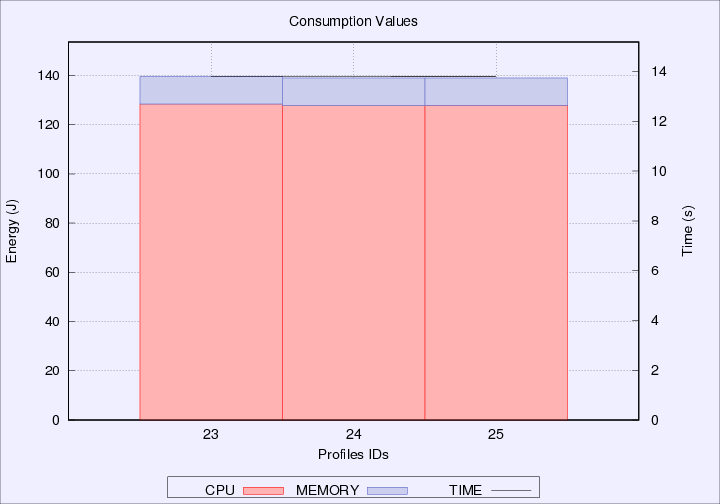 Consumption Values
140
120
100
80
60
40
20
0
Energy (J)
14
12
10
8
6
4
2
0
Time (s)
23 24 25
Profiles IDs
CPU MEMORY TIME